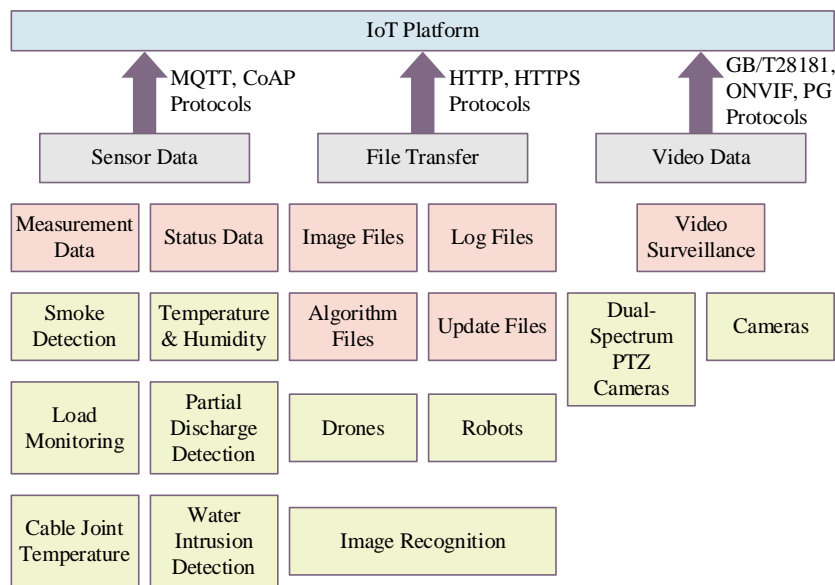 IoT Platform
MQTT, CoAP
Protocols
HTTP, HTTPS
Protocols
GB/T28181,
ONVIF, PG
Protocols
Sensor Data
File Transfer
Video Data
Measurement
Data
Status Data
Image Files
Log Files
Video
Surveillance
Smoke
Detection
Temperature
& Humidity
Algorithm
Files
Update Files
Dual-
Spectrum
PTZ
Cameras
Cameras
Load
Monitoring
Partial
Discharge
Detection
Drones
Robots
Cable Joint
Temperature
Water
Intrusion
Detection
Image Recognition